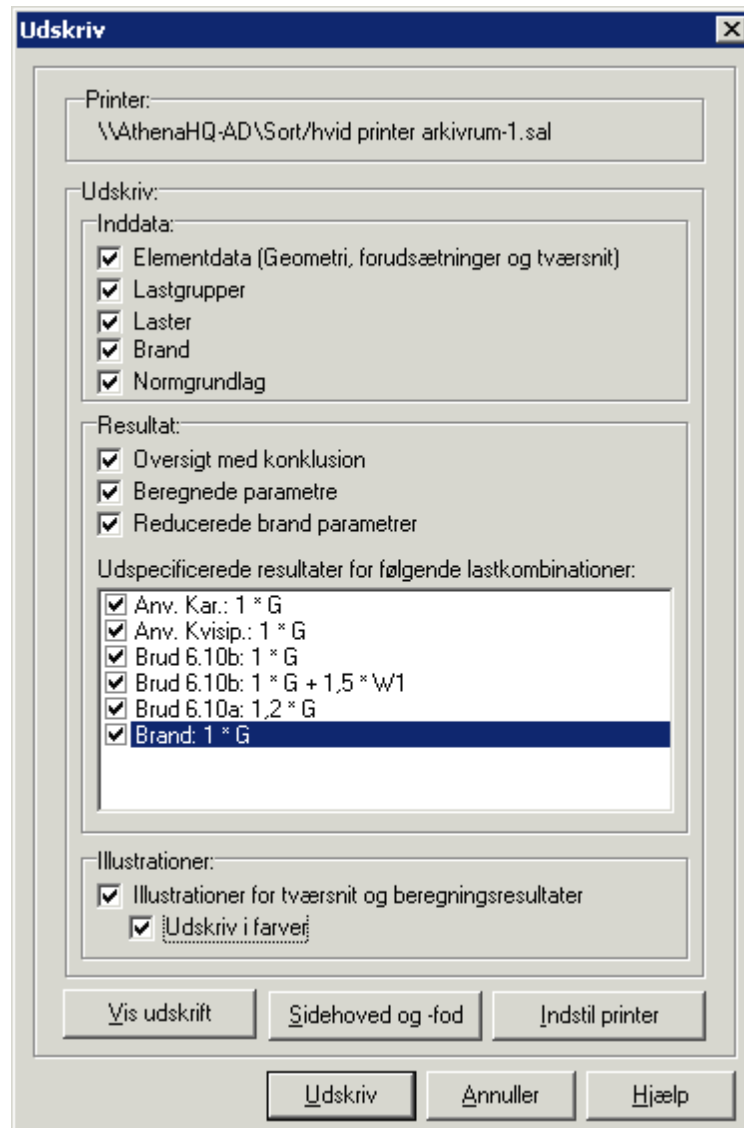 Udskriv
Printer:
\\AthenaHQ-AD\Sort/hvid printer arkivrum-1.sal
Udskriv:
Inddata:
Elementdata (Geometri, forudsætninger og tværsnit)
Lastgrupper
Laster
Brand
Normgrundlag
Resultat:
Oversigt med konklusion
Beregnede parametre
Reducerede brand parametrer
Udspecificerede resultater for følgende lastkombinationer:
Anv. Kar.: 1 * G
Anv. Kvisip.: 1 * G
Brud 6.10b: 1 * G
Brud 6.10b: 1 * G + 1,5 * W1
Brud 6.10a: 1,2 * G
Brand: 1 * G
Illustrationer:
Illustrationer for tværsnit og beregningsresultater
Udskriv i farver
Vis udskrift Sidehoved og -fod Indstil printer
Udskriv Annuller Hjælp